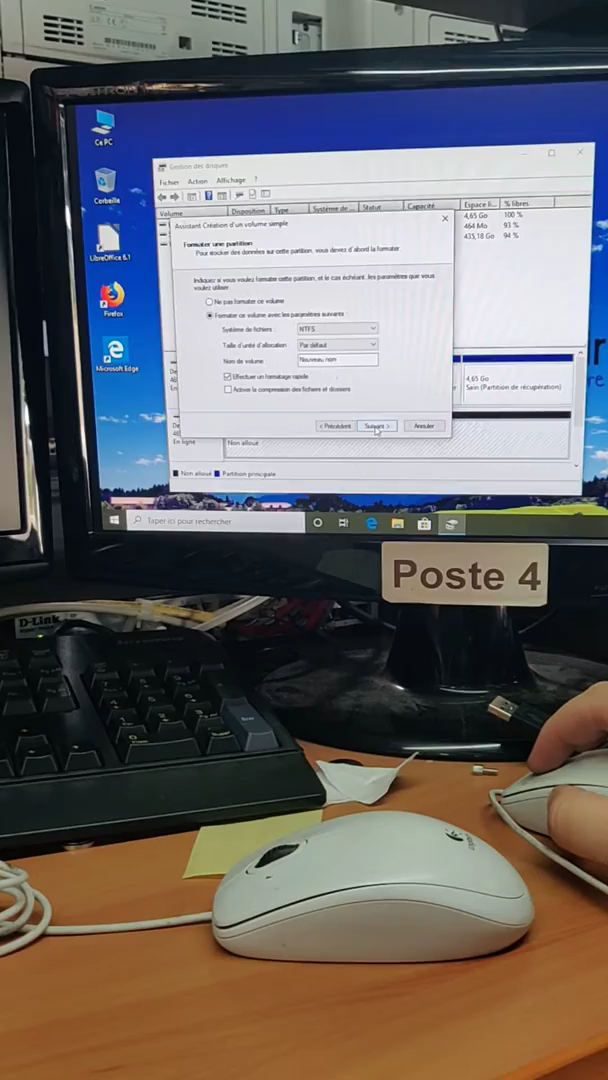 Ce PC
Corbeille
LibreOffice 6.1
Firefox
Microsoft Edge
Gestion des disques
Fichier Action Affichage ?
Volume Disposition Type Système de ... Statut Capacité Espace li... % libres
4,65 Go 100 %
464 Mo 93 %
435,18 Go 94 %
Assistant Création d'un volume simple
Formater une partition
Pour stocker des données sur cette partition, vous devez d'abord la formater.
Indiquez si vous voulez formater cette partition, et le cas échéant, les paramètres que vous
voulez utiliser.
Ne pas formater ce volume
Formater ce volume avec les paramètres suivants :
Système de fichiers : NTFS
Taille d'unité d'allocation : Par défaut
Nom de volume : Nouveau nom
Effectuer un formatage rapide
Activer la compression des fichiers et dossiers
< Précédent Suivant > Annuler
4,65 Go
Sain (Partition de récupération)
En ligne
Non alloué
Non alloué Partition principale
Taper ici pour rechercher
Poste 4
D-Link